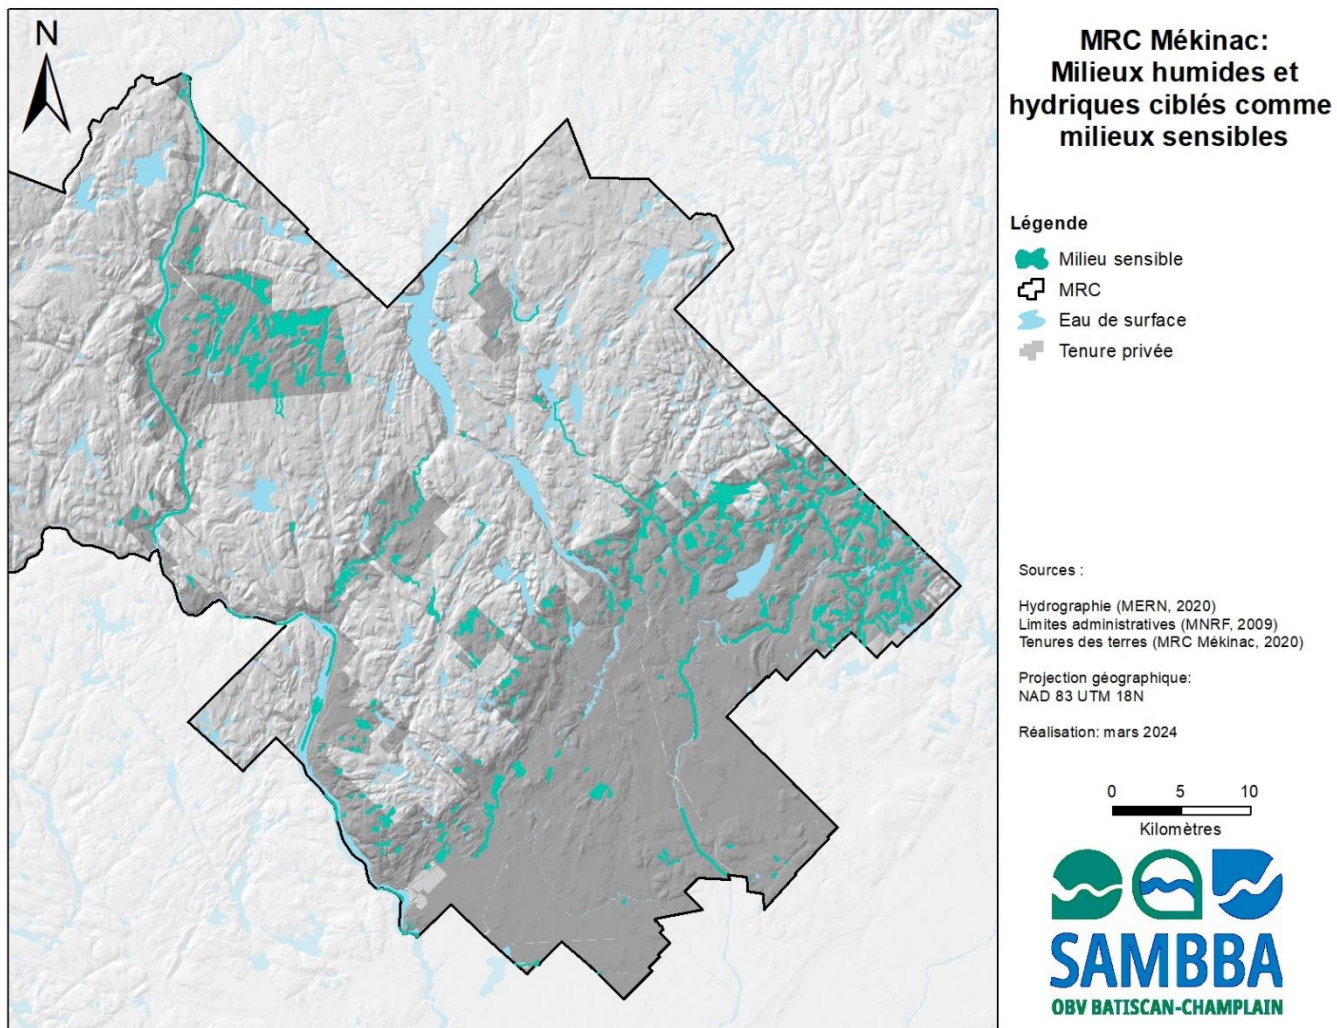 N
MRC Mékinac:
Milieux humides et
hydriques ciblés comme
milieux sensibles
Légende
Milieu sensible
MRC
Eau de surface
Tenure privée
Sources :
Hydrographie (MERN, 2020)
Limites administratives (MNRF, 2009)
Tenures des terres (MRC Mékinac, 2020)
Projection géographique:
NAD 83 UTM 18N
Réalisation: mars 2024
0 5 10
Kilomètres
SAMBBA
OBV BATISCAN-CHAMPLAIN